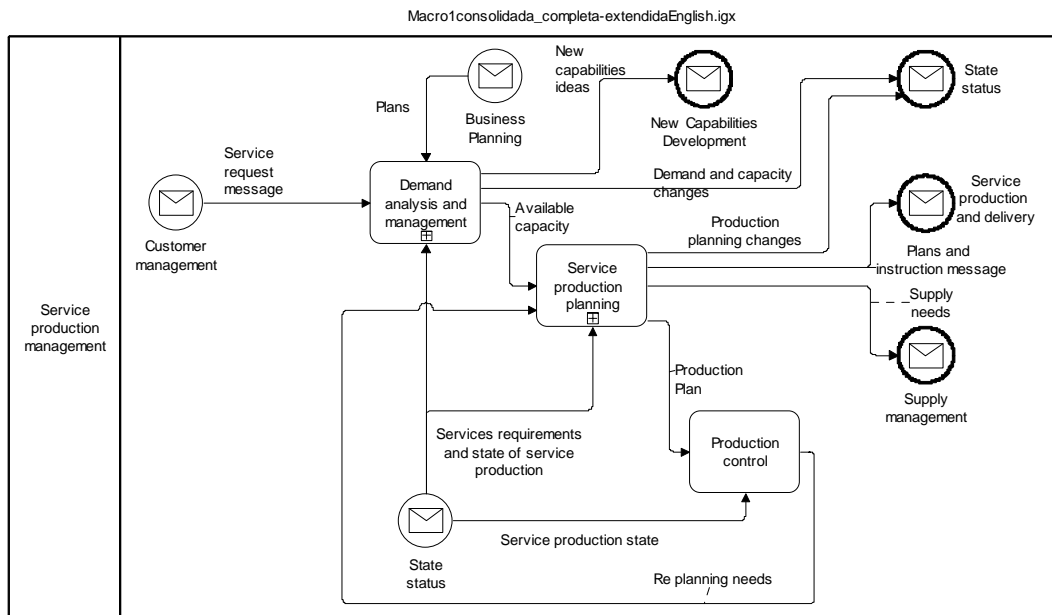 Macro1consolidada_completa-extendidaEnglish.igx
Service
production
management
Customer
management
Service
request
message
Plans
Business
Planning
Demand
analysis and
management
New
capabilities
ideas
New Capabilities
Development
State
status
Demand and capacity
changes
Available
capacity
Service
production
planning
Production
planning changes
Service
production
and delivery
Plans and
instruction message
Supply
needs
Supply
management
Production
Plan
Production
control
Services requirements
and state of service
production
State
status
Service production state
Re planning needs